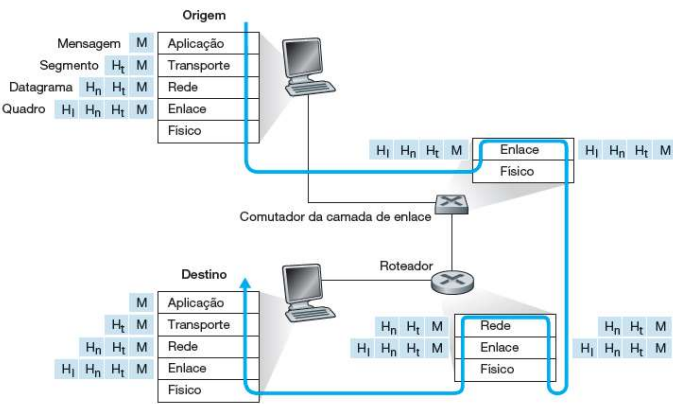 Origem
Mensagem M Aplicação
Segmento Ht M Transporte
Datagrama Hn Ht M Rede
Quadro Hl Hn Ht M Enlace
Físico
Hl Hn Ht M Enlace Hl Hn Ht M
Físico
Comutador da camada de enlace
Roteador
Destino
M Aplicação
Ht M Transporte
Hn Ht M Rede
Hl Hn Ht M Enlace
Físico
Hn Ht M Rede Hn Ht M
Hl Hn Ht M Enlace Hl Hn Ht M
Físico